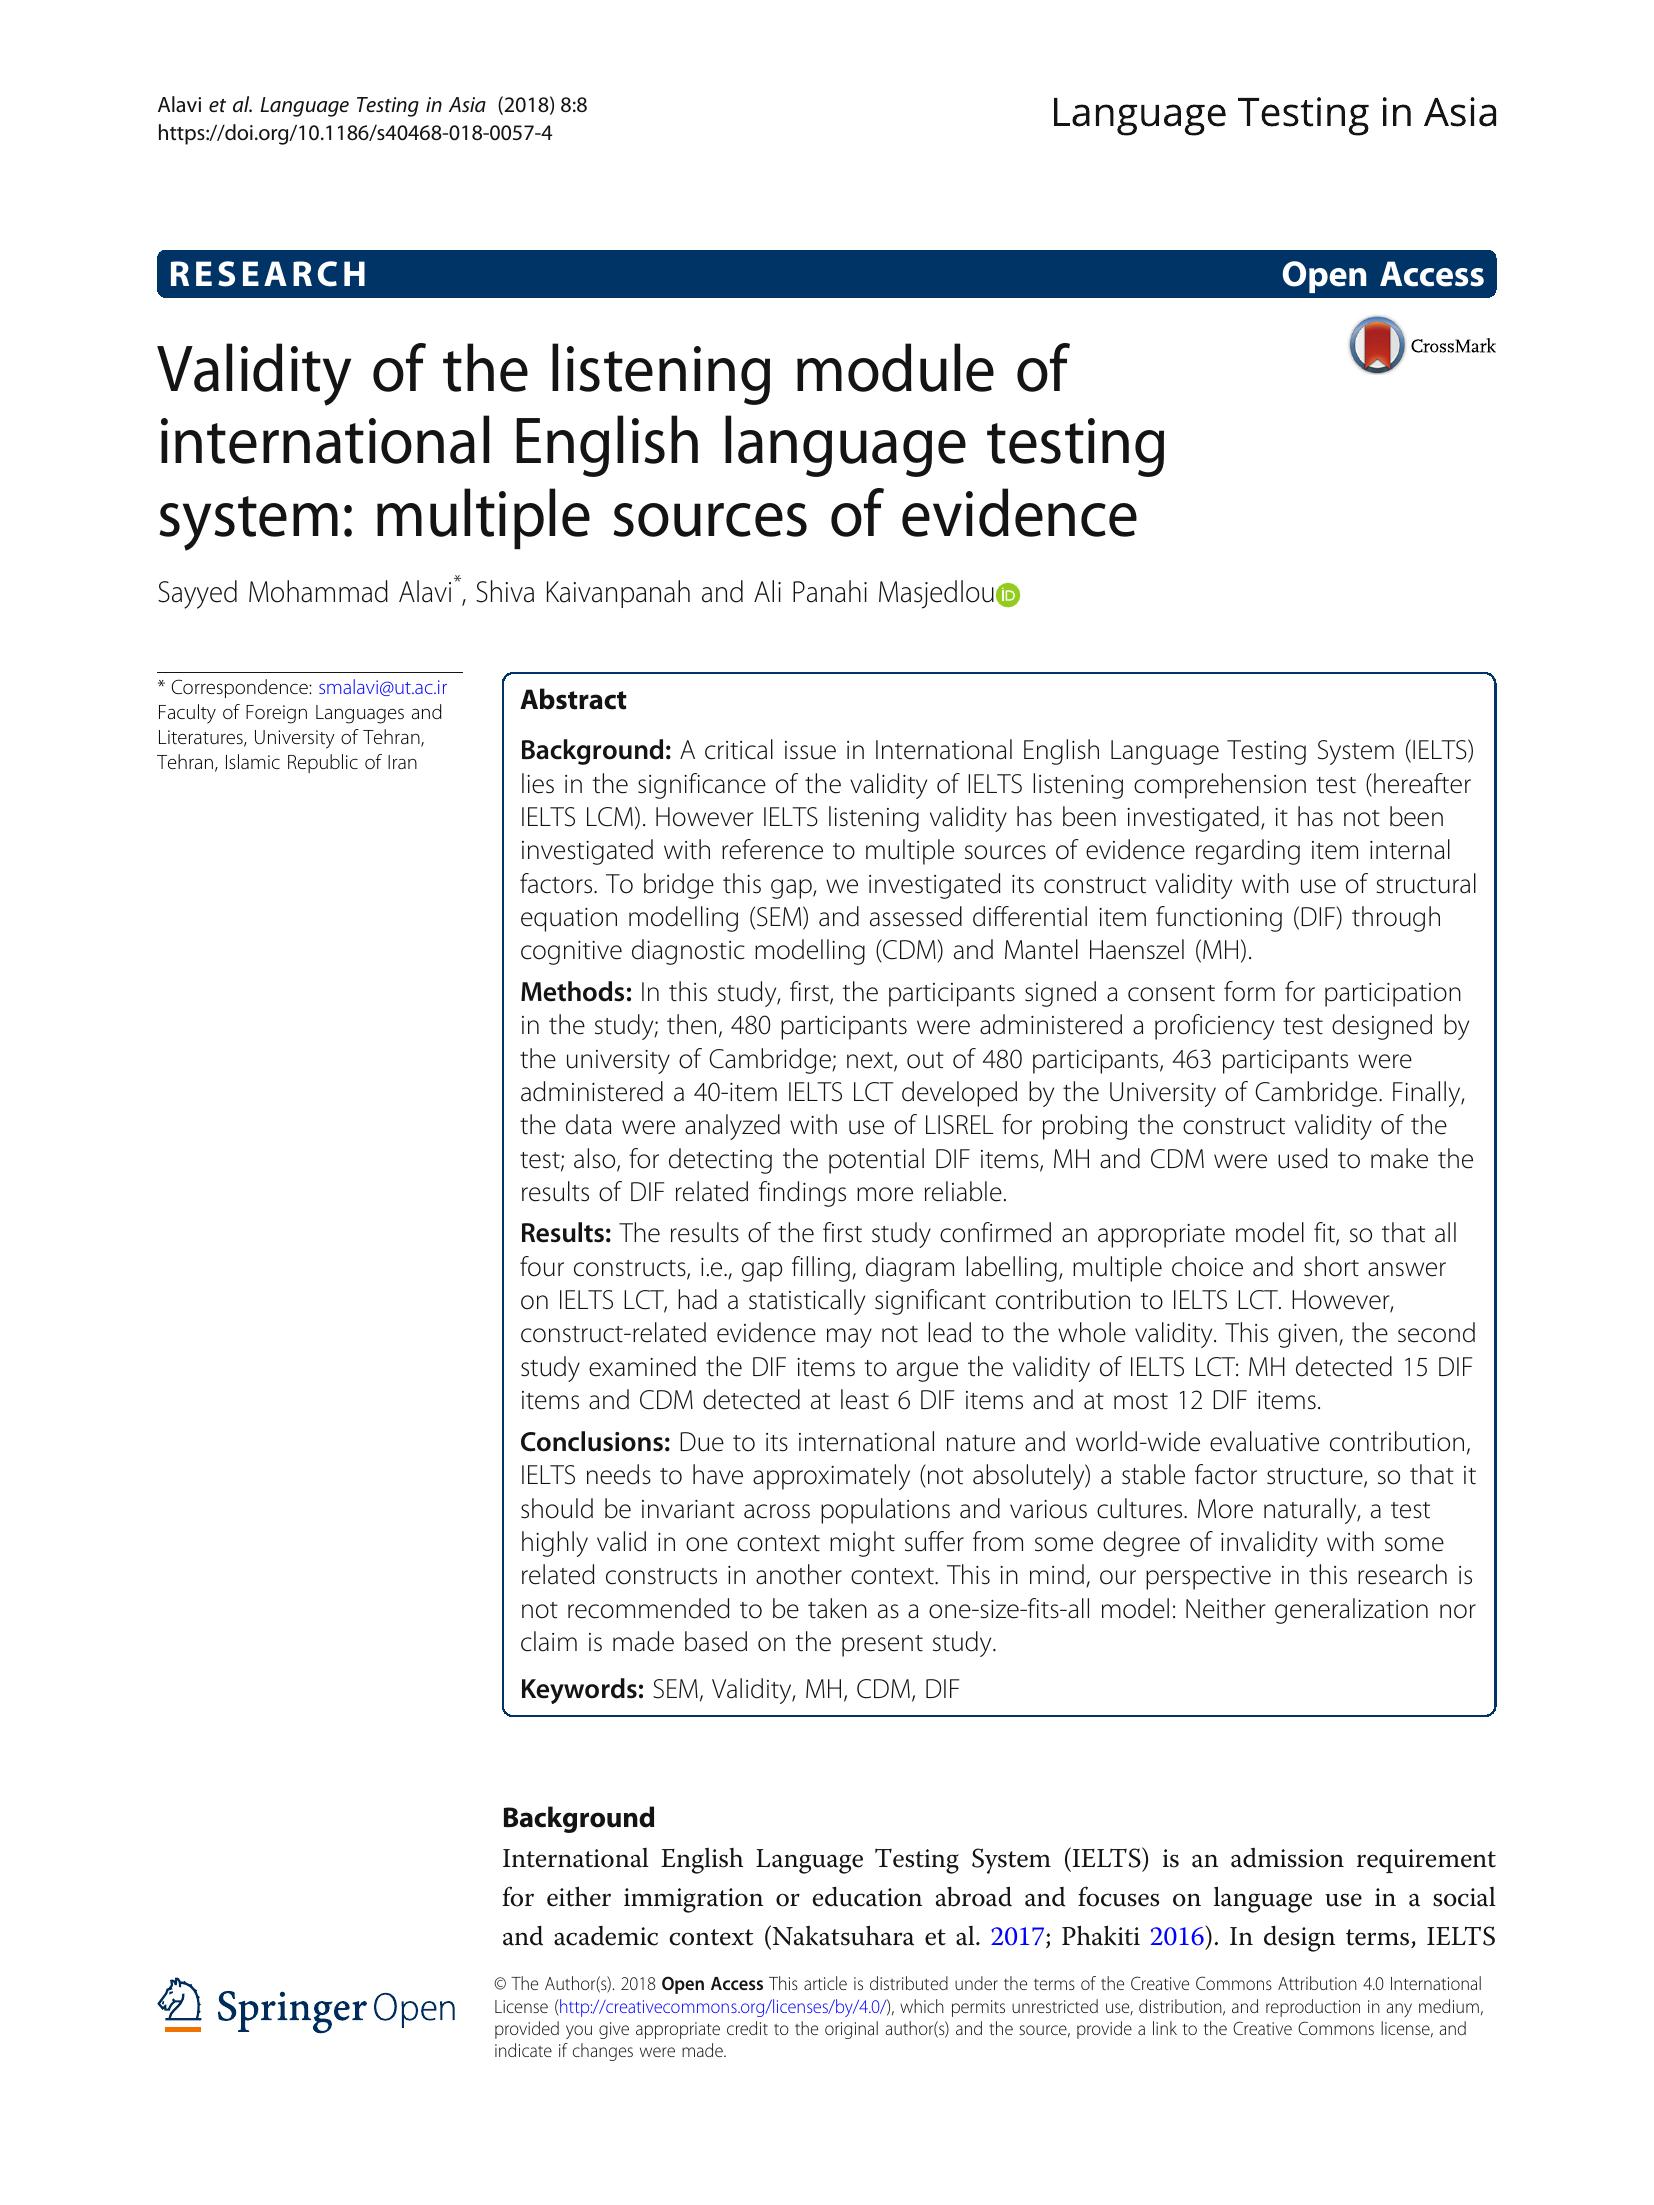 Alavi et al. Language Testing in Asia (2018) 8:8
https://doi.org/10.1186/s40468-018-0057-4
Language Testing in Asia
RESEARCH
Open Access
CrossMark
Validity of the listening module of
international English language testing
system: multiple sources of evidence
Sayyed Mohammad Alavi*, Shiva Kaivanpanah and Ali Panahi Masjedlou iD
* Correspondence: smalavi@ut.ac.ir
Faculty of Foreign Languages and
Literatures, University of Tehran,
Tehran, Islamic Republic of Iran
Abstract
Background: A critical issue in International English Language Testing System (IELTS)
lies in the significance of the validity of IELTS listening comprehension test (hereafter
IELTS LCM). However IELTS listening validity has been investigated, it has not been
investigated with reference to multiple sources of evidence regarding item internal
factors. To bridge this gap, we investigated its construct validity with use of structural
equation modelling (SEM) and assessed differential item functioning (DIF) through
cognitive diagnostic modelling (CDM) and Mantel Haenszel (MH).
Methods: In this study, first, the participants signed a consent form for participation
in the study; then, 480 participants were administered a proficiency test designed by
the university of Cambridge; next, out of 480 participants, 463 participants were
administered a 40-item IELTS LCT developed by the University of Cambridge. Finally,
the data were analyzed with use of LISREL for probing the construct validity of the
test; also, for detecting the potential DIF items, MH and CDM were used to make the
results of DIF related findings more reliable.
Results: The results of the first study confirmed an appropriate model fit, so that all
four constructs, i.e., gap filling, diagram labelling, multiple choice and short answer
on IELTS LCT, had a statistically significant contribution to IELTS LCT. However,
construct-related evidence may not lead to the whole validity. This given, the second
study examined the DIF items to argue the validity of IELTS LCT: MH detected 15 DIF
items and CDM detected at least 6 DIF items and at most 12 DIF items.
Conclusions: Due to its international nature and world-wide evaluative contribution,
IELTS needs to have approximately (not absolutely) a stable factor structure, so that it
should be invariant across populations and various cultures. More naturally, a test
highly valid in one context might suffer from some degree of invalidity with some
related constructs in another context. This in mind, our perspective in this research is
not recommended to be taken as a one-size-fits-all model: Neither generalization nor
claim is made based on the present study.
Keywords: SEM, Validity, MH, CDM, DIF
Background
International English Language Testing System (IELTS) is an admission requirement
for either immigration or education abroad and focuses on language use in a social
and academic context (Nakatsuhara et al. 2017; Phakiti 2016). In design terms, IELTS
Springer Open
© The Author(s). 2018 Open Access This article is distributed under the terms of the Creative Commons Attribution 4.0 International
License (http://creativecommons.org/licenses/by/4.0/), which permits unrestricted use, distribution, and reproduction in any medium,
provided you give appropriate credit to the original author(s) and the source, provide a link to the Creative Commons license, and
indicate if changes were made.